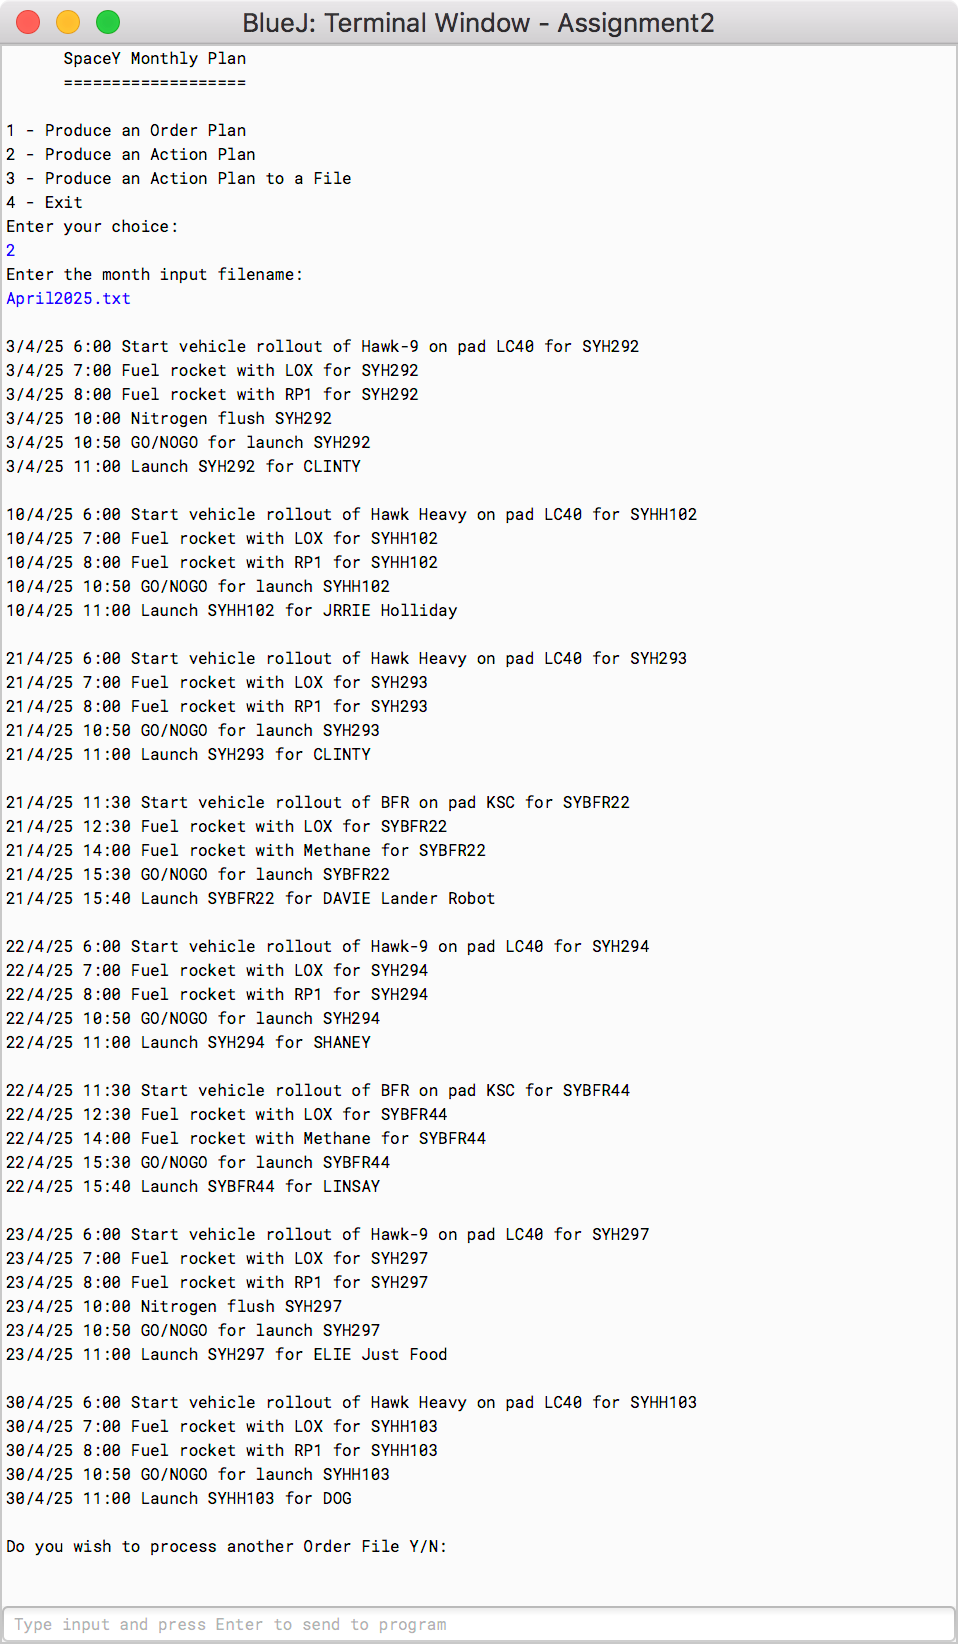 BlueJ: Terminal Window - Assignment2
SpaceY Monthly Plan
===================
1 - Produce an Order Plan
2 - Produce an Action Plan
3 - Produce an Action Plan to a File
4 - Exit
Enter your choice:
2
Enter the month input filename:
April2025.txt
3/4/25 6:00 Start vehicle rollout of Hawk-9 on pad LC40 for SYH292
3/4/25 7:00 Fuel rocket with LOX for SYH292
3/4/25 8:00 Fuel rocket with RP1 for SYH292
3/4/25 10:00 Nitrogen flush SYH292
3/4/25 10:50 GO/NOGO for launch SYH292
3/4/25 11:00 Launch SYH292 for CLINTY
10/4/25 6:00 Start vehicle rollout of Hawk Heavy on pad LC40 for SYHH102
10/4/25 7:00 Fuel rocket with LOX for SYHH102
10/4/25 8:00 Fuel rocket with RP1 for SYHH102
10/4/25 10:50 GO/NOGO for launch SYHH102
10/4/25 11:00 Launch SYHH102 for JRRIE Holliday
21/4/25 6:00 Start vehicle rollout of Hawk Heavy on pad LC40 for SYH293
21/4/25 7:00 Fuel rocket with LOX for SYH293
21/4/25 8:00 Fuel rocket with RP1 for SYH293
21/4/25 10:50 GO/NOGO for launch SYH293
21/4/25 11:00 Launch SYH293 for CLINTY
21/4/25 11:30 Start vehicle rollout of BFR on pad KSC for SYBFR22
21/4/25 12:30 Fuel rocket with LOX for SYBFR22
21/4/25 14:00 Fuel rocket with Methane for SYBFR22
21/4/25 15:30 GO/NOGO for launch SYBFR22
21/4/25 15:40 Launch SYBFR22 for DAVIE Lander Robot
22/4/25 6:00 Start vehicle rollout of Hawk-9 on pad LC40 for SYH294
22/4/25 7:00 Fuel rocket with LOX for SYH294
22/4/25 8:00 Fuel rocket with RP1 for SYH294
22/4/25 10:50 GO/NOGO for launch SYH294
22/4/25 11:00 Launch SYH294 for SHANEY
22/4/25 11:30 Start vehicle rollout of BFR on pad KSC for SYBFR44
22/4/25 12:30 Fuel rocket with LOX for SYBFR44
22/4/25 14:00 Fuel rocket with Methane for SYBFR44
22/4/25 15:30 GO/NOGO for launch SYBFR44
22/4/25 15:40 Launch SYBFR44 for LINSAY
23/4/25 6:00 Start vehicle rollout of Hawk-9 on pad LC40 for SYH297
23/4/25 7:00 Fuel rocket with LOX for SYH297
23/4/25 8:00 Fuel rocket with RP1 for SYH297
23/4/25 10:00 Nitrogen flush SYH297
23/4/25 10:50 GO/NOGO for launch SYH297
23/4/25 11:00 Launch SYH297 for ELIE Just Food
30/4/25 6:00 Start vehicle rollout of Hawk Heavy on pad LC40 for SYHH103
30/4/25 7:00 Fuel rocket with LOX for SYHH103
30/4/25 8:00 Fuel rocket with RP1 for SYHH103
30/4/25 10:50 GO/NOGO for launch SYHH103
30/4/25 11:00 Launch SYHH103 for DOG
Do you wish to process another Order File Y/N:
Type input and press Enter to send to program